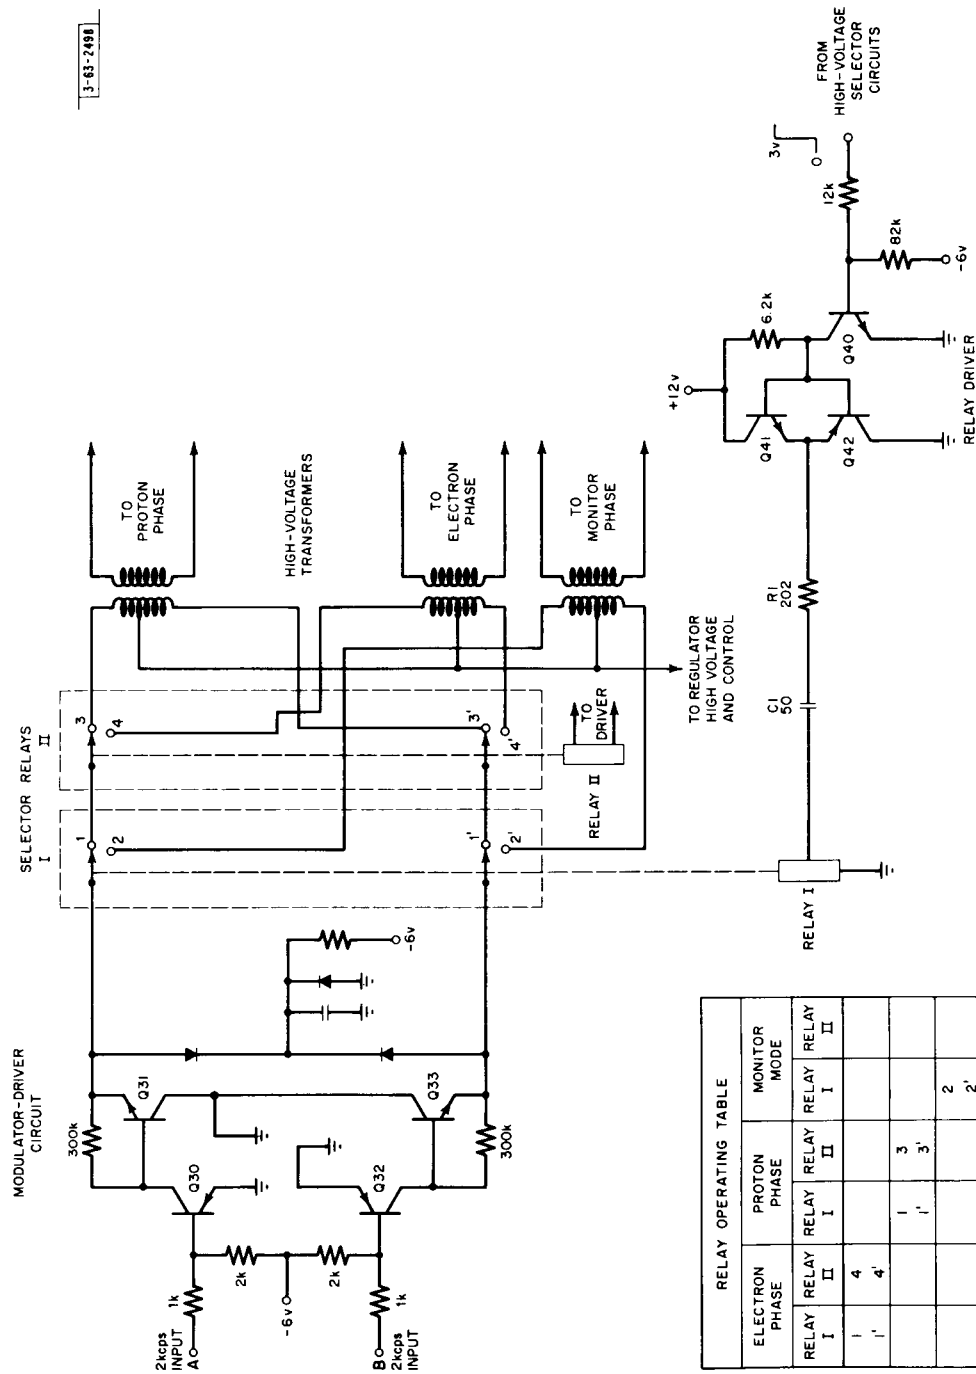 3-63-2498
MODULATOR-DRIVER
CIRCUIT
SELECTOR RELAYS
I
II
2kcps
INPUT
A
1k
2k
-6v
2k
1k
B
2kcps
INPUT
300k
Q30
Q31
Q32
Q33
300k
-6v
1
2
3
4
1'
2'
3'
4'
RELAY II
TO
DRIVER
TO
PROTON
PHASE
HIGH-VOLTAGE
TRANSFORMERS
TO
ELECTRON
PHASE
TO
MONITOR
PHASE
TO REGULATOR
HIGH VOLTAGE
AND CONTROL
RELAY I
C1
50
R1
202
+12v
Q41
Q42
6.2k
Q40
82k
-6v
12k
3v
0
FROM
HIGH-VOLTAGE
SELECTOR
CIRCUITS
RELAY DRIVER
RELAY OPERATING TABLE
ELECTRON
PHASE
PROTON
PHASE
MONITOR
MODE
RELAY
I
RELAY
II
RELAY
I
RELAY
II
RELAY
I
RELAY
II
1 4
1' 4'
1 3
1' 3'
2
2'